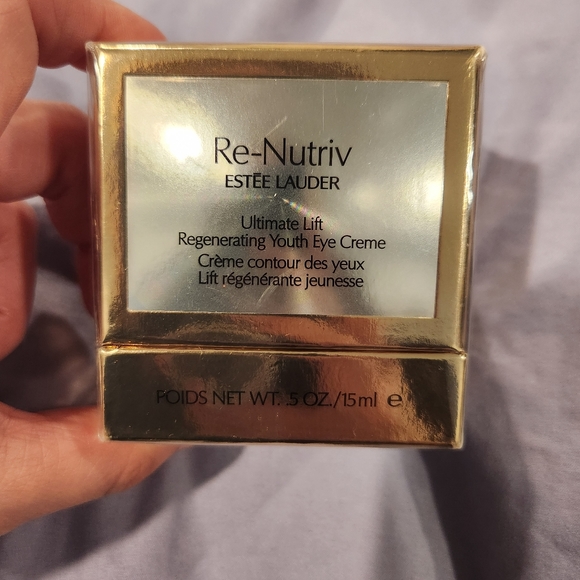 Re-Nutriv
ESTĒE LAUDER
Ultimate Lift
Regenerating Youth Eye Creme
Crème contour des yeux
Lift régénérante jeunesse
POIDS NET WT. .5 OZ./15ml e